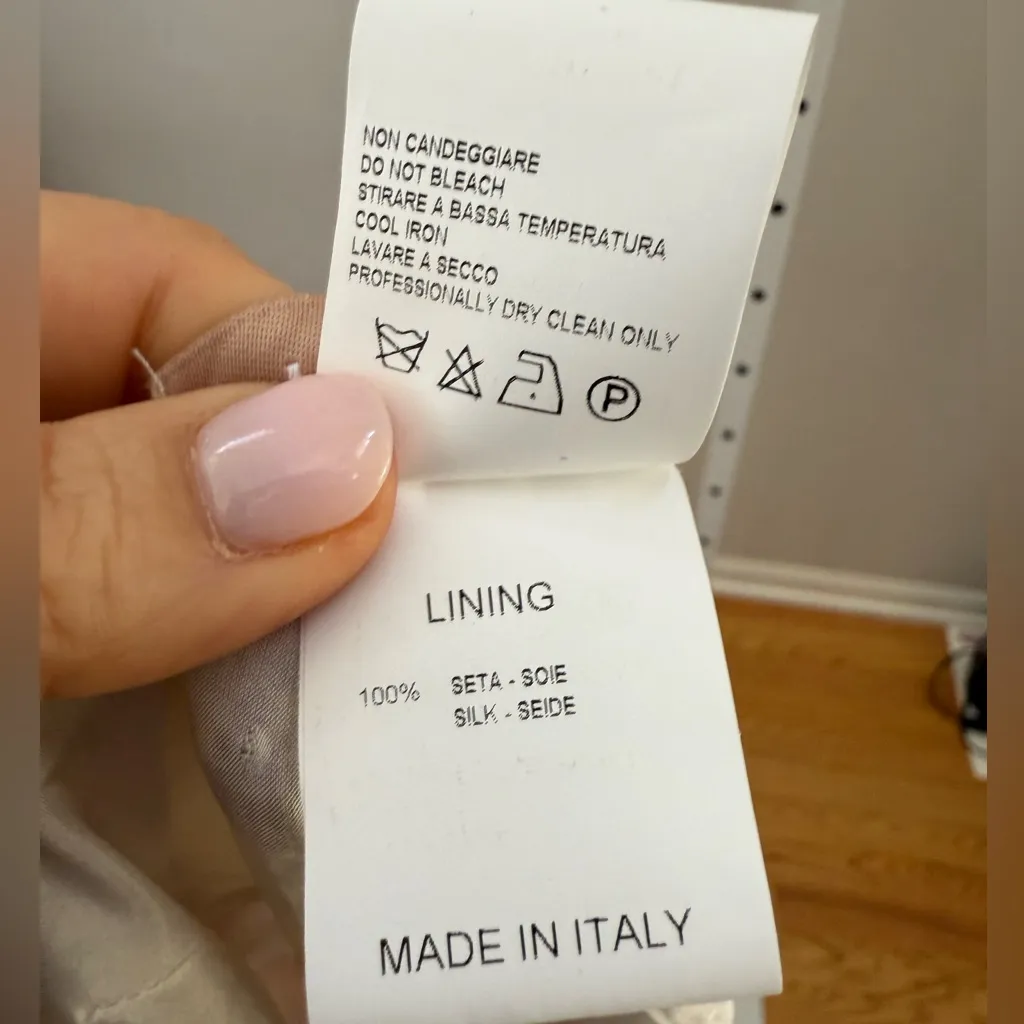 NON CANDEGGIARE
DO NOT BLEACH
STIRARE A BASSA TEMPERATURA
COOL IRON
LAVARE A SECCO
PROFESSIONALLY DRY CLEAN ONLY
P
LINING
100% SETA - SOIE
SILK - SEIDE
MADE IN ITALY